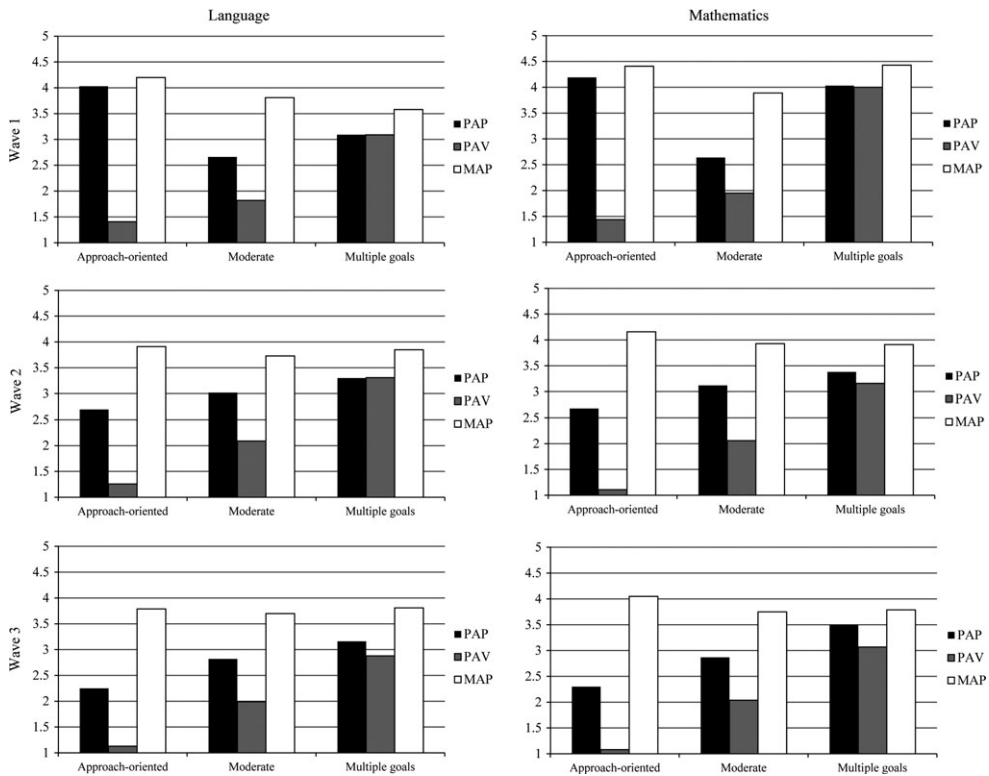 Language
Mathematics
Wave 1
5
4.5
4
3.5
3
2.5
2
1.5
1
Approach-oriented Moderate Multiple goals
PAP
PAV
MAP
5
4.5
4
3.5
3
2.5
2
1.5
1
Approach-oriented Moderate Multiple goals
PAP
PAV
MAP
Wave 2
5
4.5
4
3.5
3
2.5
2
1.5
1
Approach-oriented Moderate Multiple goals
PAP
PAV
MAP
5
4.5
4
3.5
3
2.5
2
1.5
1
Approach-oriented Moderate Multiple goals
PAP
PAV
MAP
Wave 3
5
4.5
4
3.5
3
2.5
2
1.5
1
Approach-oriented Moderate Multiple goals
PAP
PAV
MAP
5
4.5
4
3.5
3
2.5
2
1.5
1
Approach-oriented Moderate Multiple goals
PAP
PAV
MAP